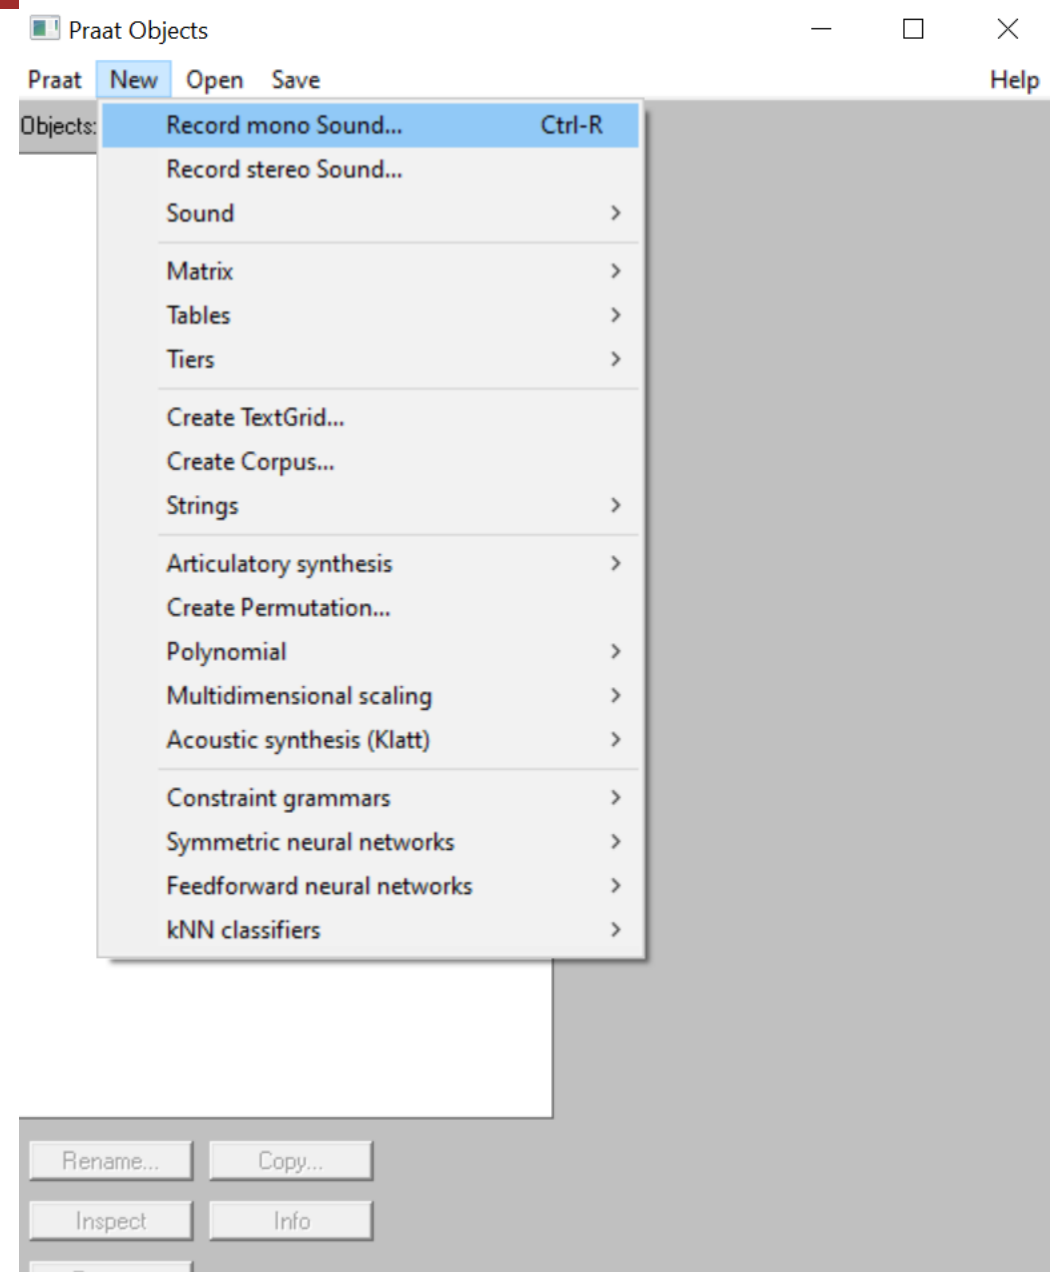 Praat Objects
Praat New Open Save Help
Objects:
Record mono Sound... Ctrl-R
Record stereo Sound...
Sound
Matrix
Tables
Tiers
Create TextGrid...
Create Corpus...
Strings
Articulatory synthesis
Create Permutation...
Polynomial
Multidimensional scaling
Acoustic synthesis (Klatt)
Constraint grammars
Symmetric neural networks
Feedforward neural networks
kNN classifiers
Rename... Copy...
Inspect Info